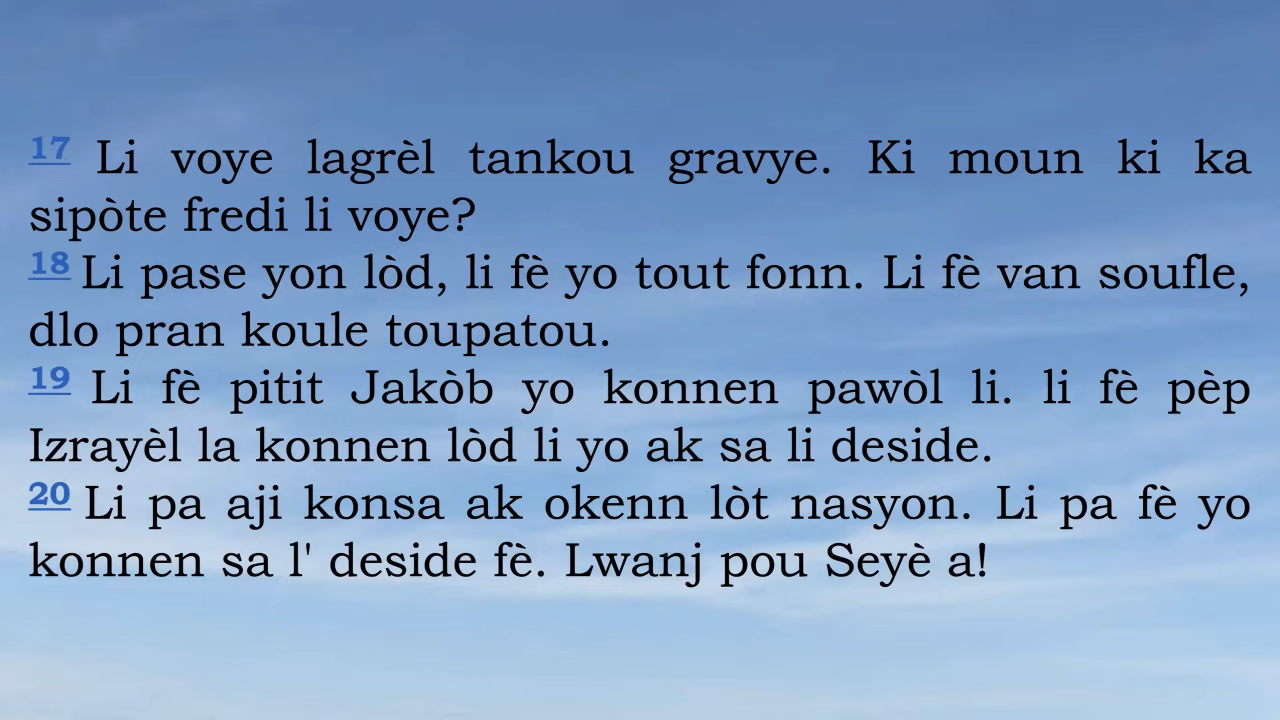 17 Li voye lagrèl tankou gravye. Ki moun ki ka
sipòte fredi li voye?
18 Li pase yon lòd, li fè yo tout fonn. Li fè van soufle,
dlo pran koule toupatou.
19 Li fè pitit Jakòb yo konnen pawòl li. li fè pèp
Izrayèl la konnen lòd li yo ak sa li deside.
20 Li pa aji konsa ak okenn lòt nasyon. Li pa fè yo
konnen sa l' deside fè. Lwanj pou Seyè a!